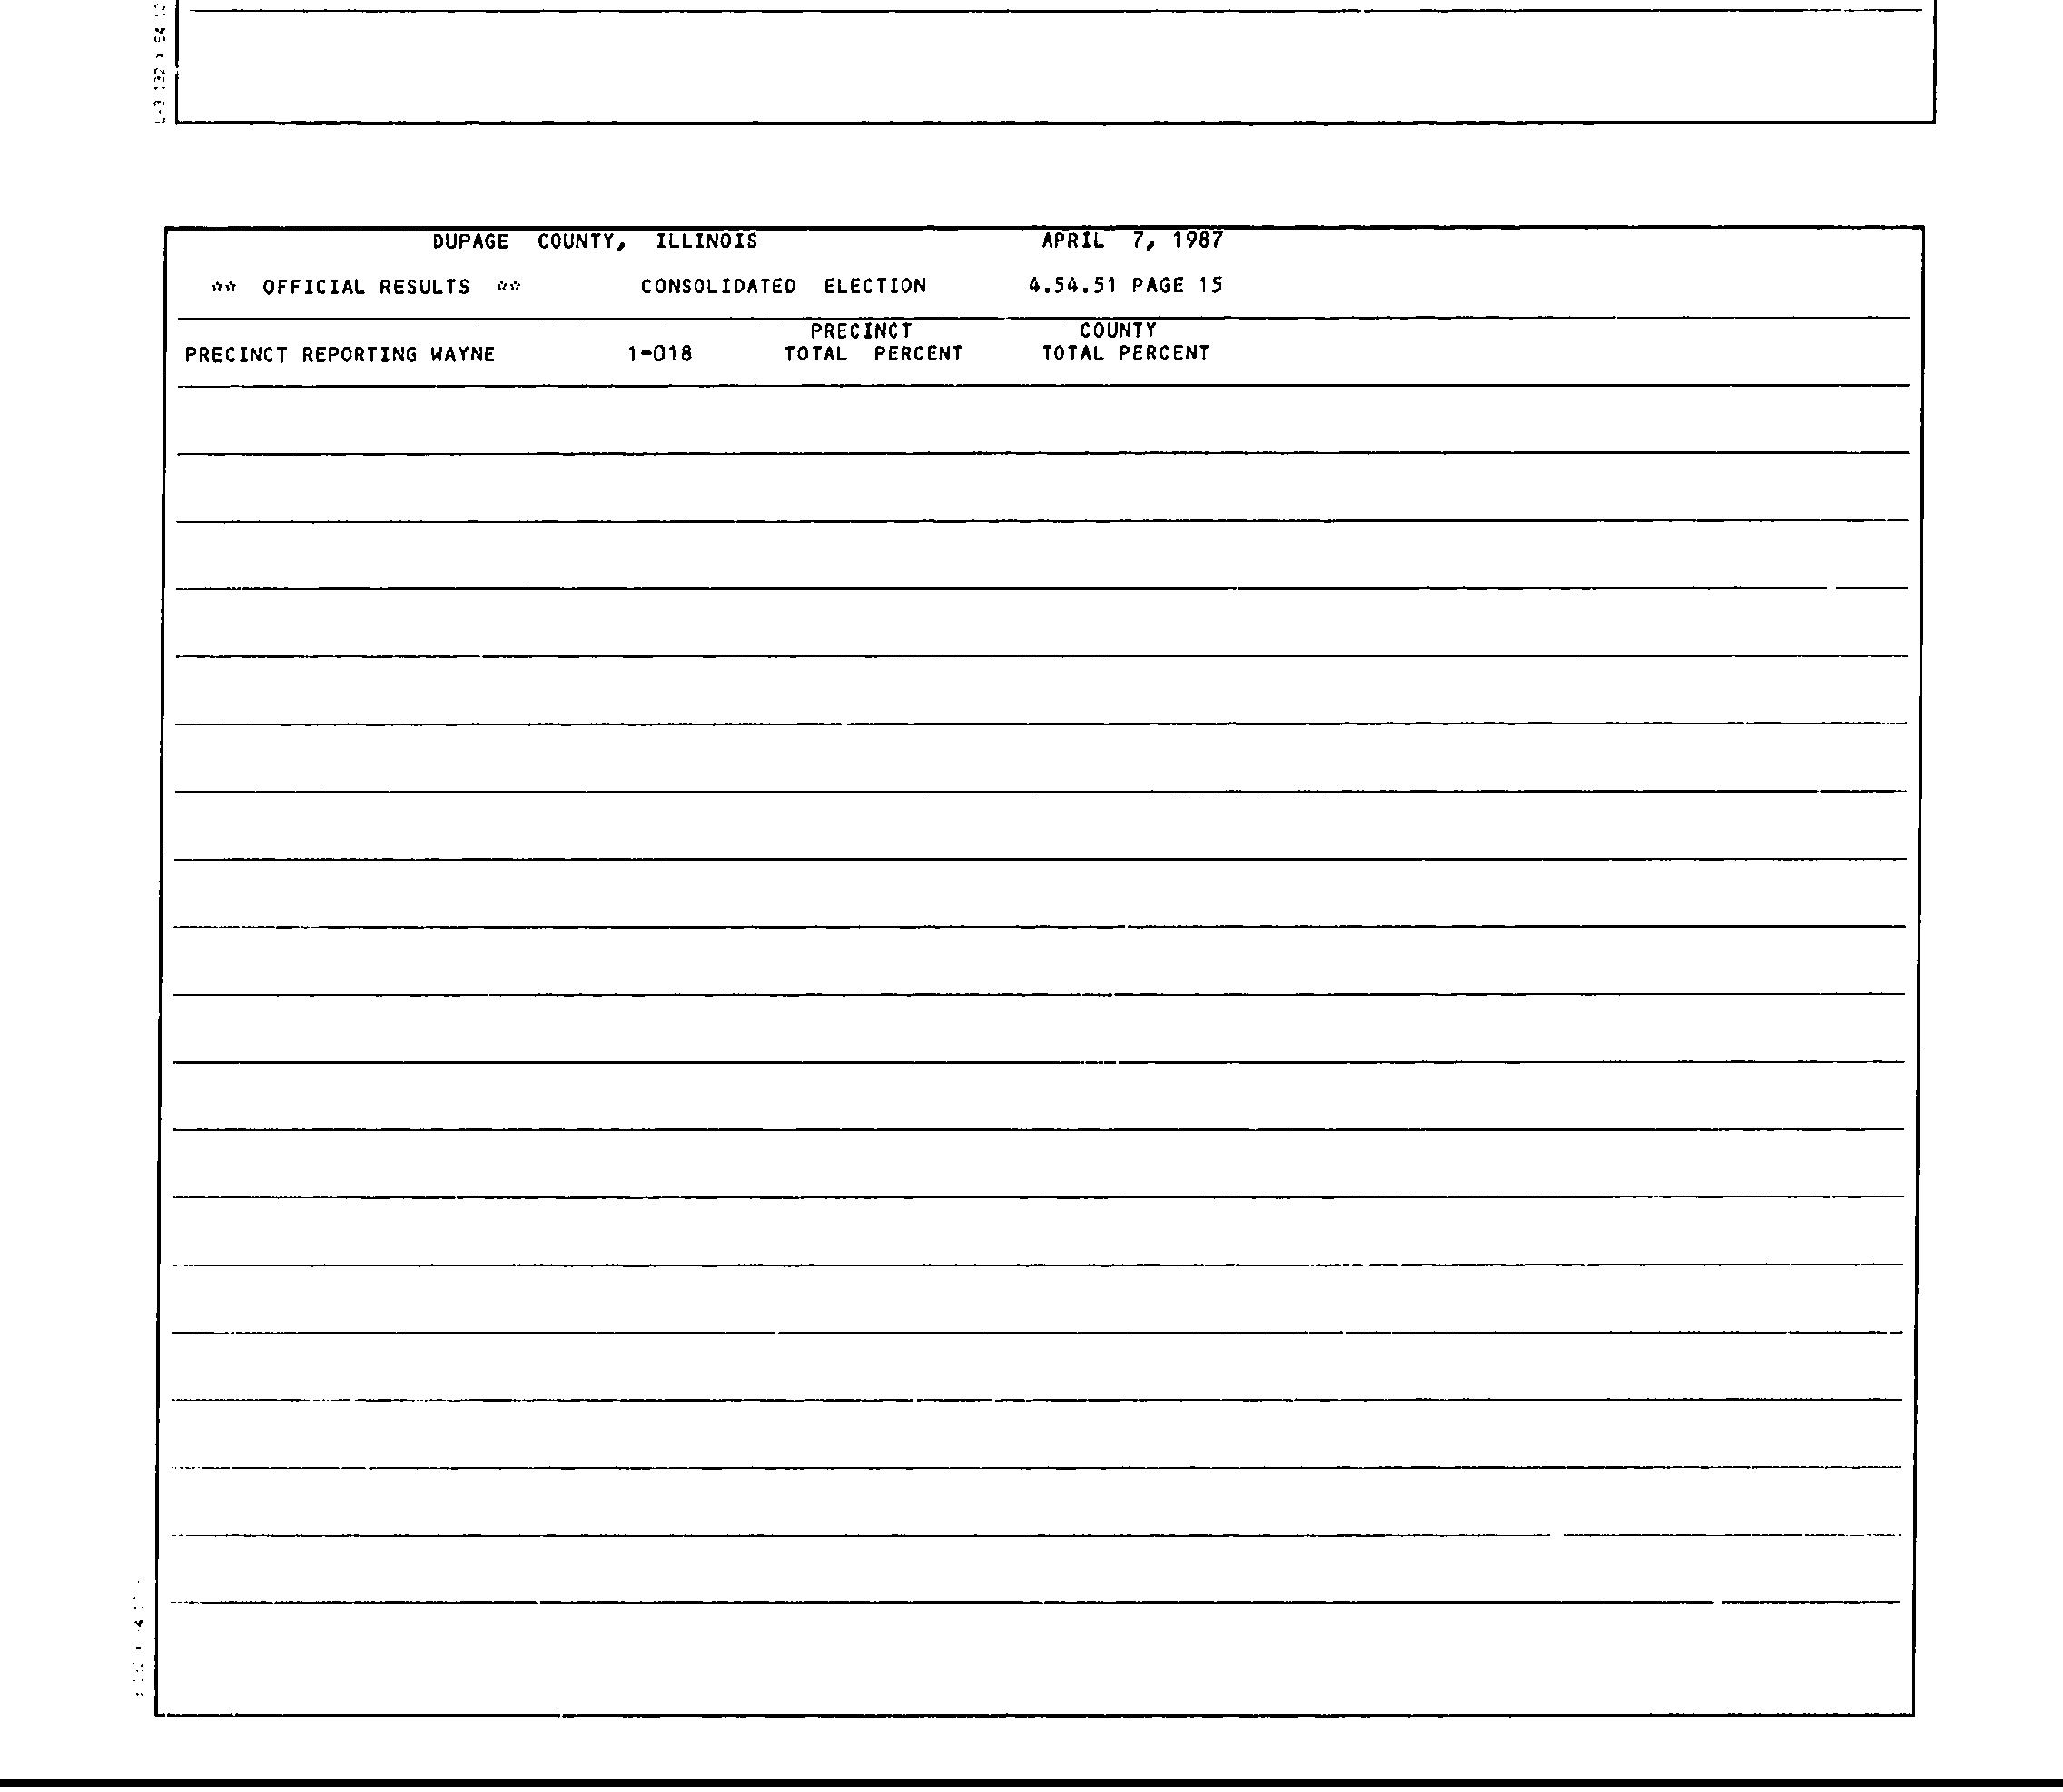 DUPAGE COUNTY, ILLINOIS APRIL 7, 1987
** OFFICIAL RESULTS ** CONSOLIDATED ELECTION 4.54.51 PAGE 15
PRECINCT COUNTY
PRECINCT REPORTING WAYNE 1-018 TOTAL PERCENT TOTAL PERCENT